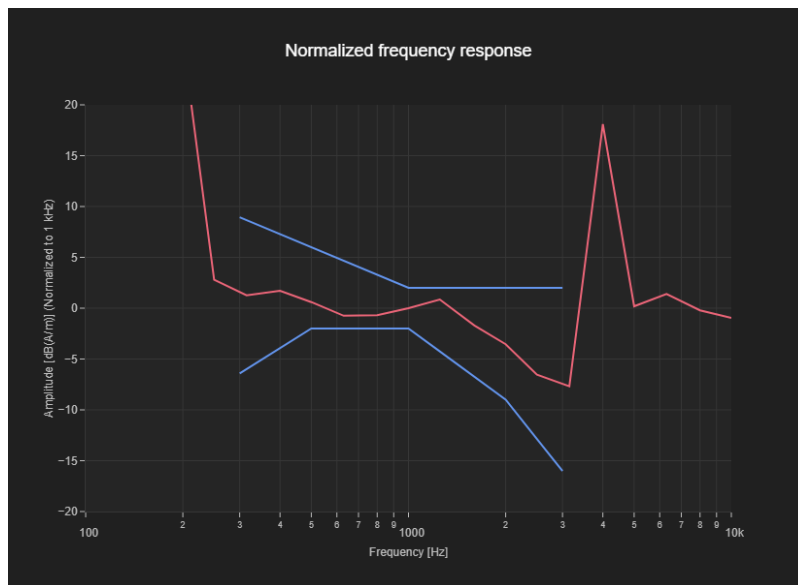 Normalized frequency response
Amplitude [dB(A/m)] (Normalized to 1 kHz)
20
15
10
5
0
−5
−10
−15
−20
100 2 3 4 5 6 7 8 9 1000 2 3 4 5 6 7 8 9 10k
Frequency [Hz]